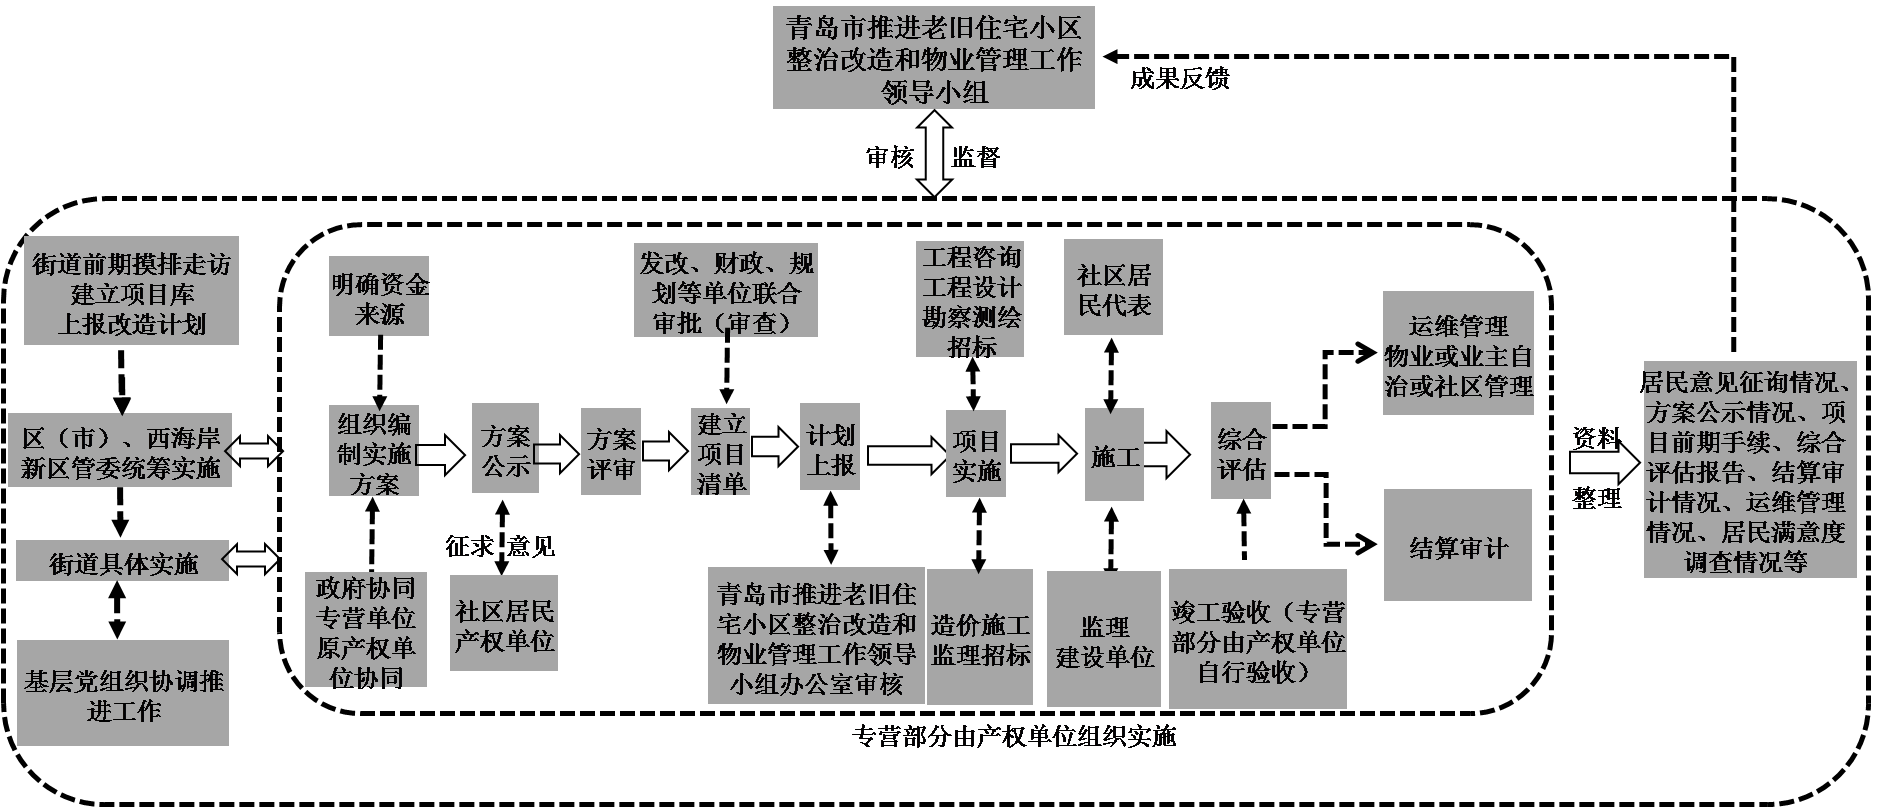 青岛市推进老旧住宅小区
整治改造和物业管理工作
领导小组
成果反馈
审核
监督
街道前期摸排走访
建立项目库
上报改造计划
区（市）、西海岸
新区管委统筹实施
街道具体实施
基层党组织协调推
进工作
明确资金
来源
组织编
制实施
方案
政府协同
专营单位
原产权单
位协同
方案
公示
征求
意见
社区居民
产权单位
方案
评审
发改、财政、规
划等单位联合
审批（审查）
建立
项目
清单
计划
上报
青岛市推进老旧住
宅小区整治改造和
物业管理工作领导
小组办公室审核
工程咨询
工程设计
勘察测绘
招标
项目
实施
造价施工
监理招标
社区居
民代表
施工
监理
建设单位
综合
评估
竣工验收（专营
部分由产权单位
自行验收）
运维管理
物业或业主自
治或社区管理
结算审计
专营部分由产权单位组织实施
资料
整理
居民意见征询情况、
方案公示情况、项
目前期手续、综合
评估报告、结算审
计情况、运维管理
情况、居民满意度
调查情况等